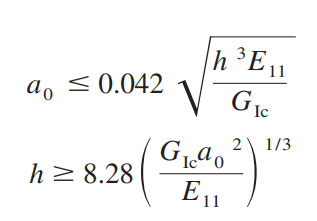 a₀ ≤ 0.042 √(h³E₁₁ / G_Ic)
h ≥ 8.28 (G_Ic a₀² / E₁₁)^1/3